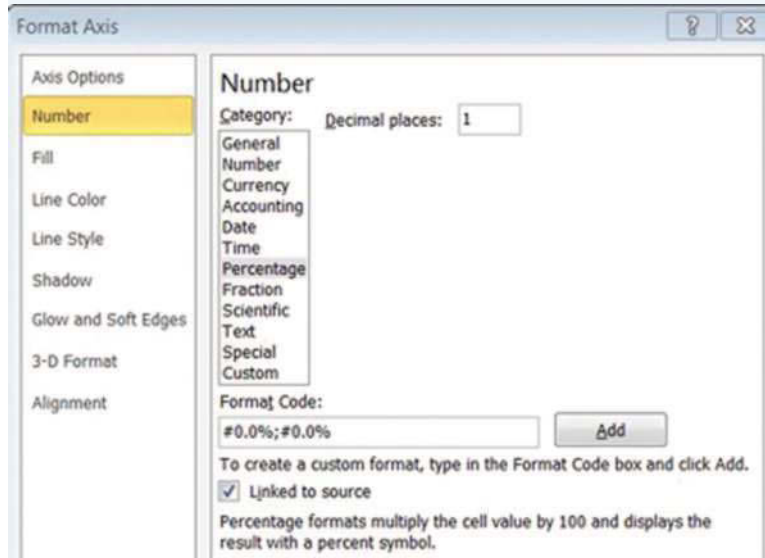 Format Axis
Axis Options
Number
Fill
Line Color
Line Style
Shadow
Glow and Soft Edges
3-D Format
Alignment
Number
Category:
Decimal places: 1
General
Number
Currency
Accounting
Date
Time
Percentage
Fraction
Scientific
Text
Special
Custom
Format Code:
#0.0%;#0.0%
Add
To create a custom format, type in the Format Code box and click Add.
Linked to source
Percentage formats multiply the cell value by 100 and displays the
result with a percent symbol.